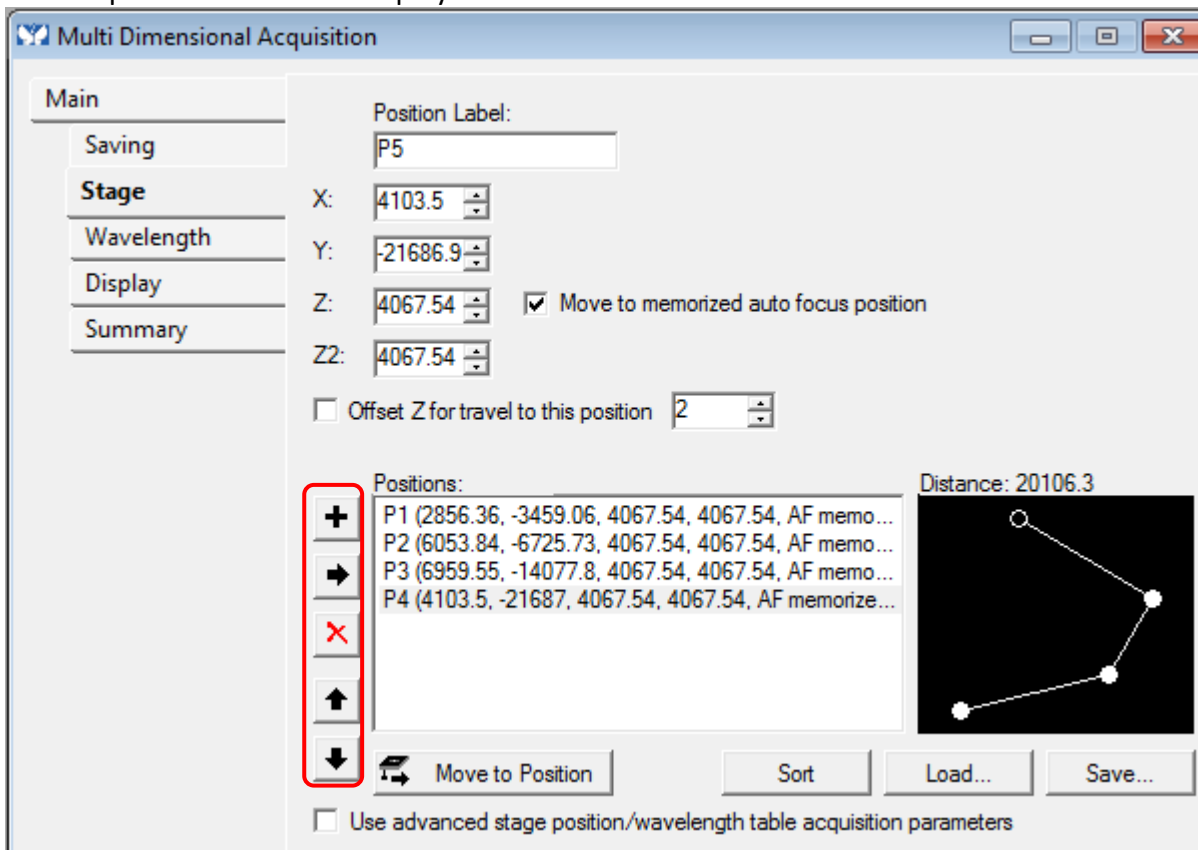 Multi Dimensional Acquisition
Main
Saving
Stage
Wavelength
Display
Summary
Position Label:
P5
X: 4103.5
Y: -21686.9
Z: 4067.54 Move to memorized auto focus position
Z2: 4067.54
Offset Z for travel to this position 2
Positions: Distance: 20106.3
P1 (2856.36, -3459.06, 4067.54, 4067.54, AF memo...
P2 (6053.84, -6725.73, 4067.54, 4067.54, AF memo...
P3 (6959.55, -14077.8, 4067.54, 4067.54, AF memo...
P4 (4103.5, -21687, 4067.54, 4067.54, AF memorize...
Move to Position Sort Load... Save...
Use advanced stage position/wavelength table acquisition parameters